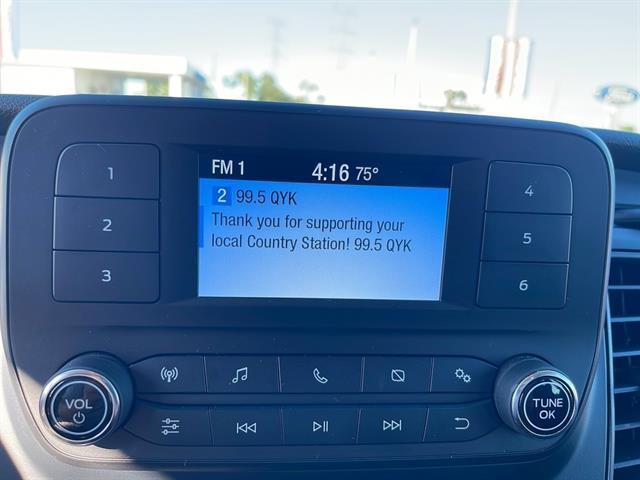 FM 1 4:16 75°
2 99.5 QYK
Thank you for supporting your
local Country Station! 99.5 QYK
1
2
3
4
5
6
VOL
TUNE
OK